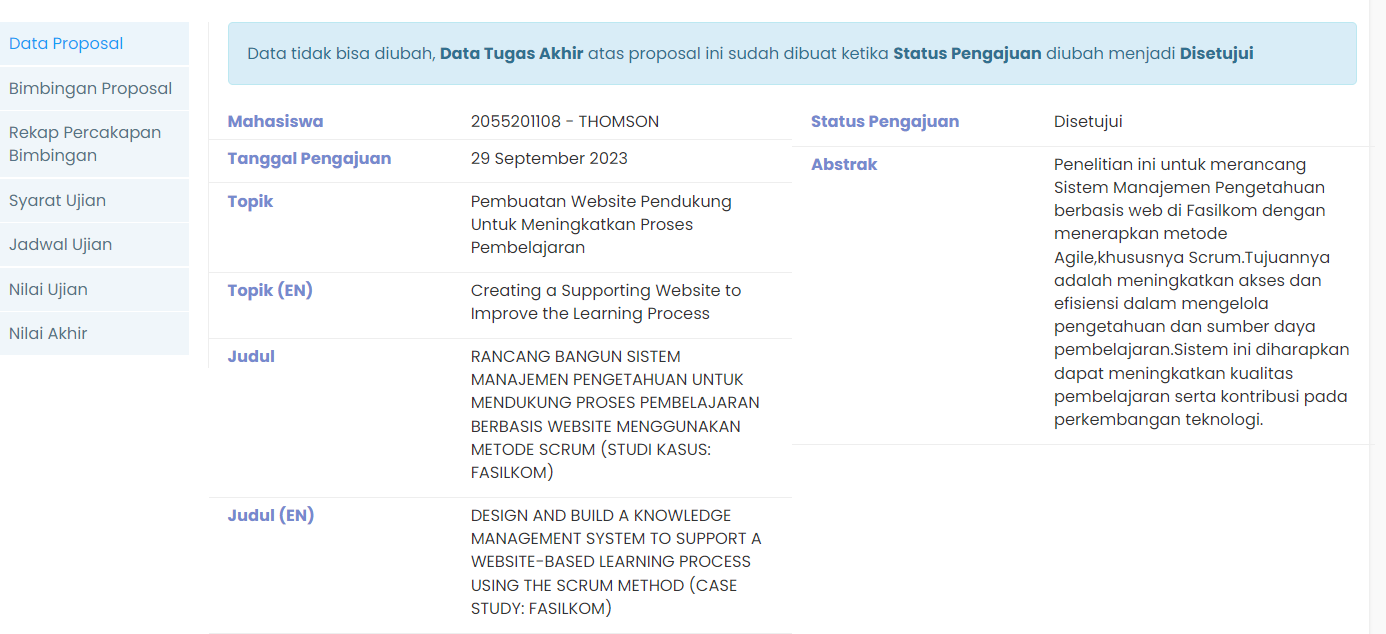 Data Proposal
Bimbingan Proposal
Rekap Percakapan
Bimbingan
Syarat Ujian
Jadwal Ujian
Nilai Ujian
Nilai Akhir
Data tidak bisa diubah, Data Tugas Akhir atas proposal ini sudah dibuat ketika Status Pengajuan diubah menjadi Disetujui
Mahasiswa 2055201108 - THOMSON
Tanggal Pengajuan 29 September 2023
Topik Pembuatan Website Pendukung
Untuk Meningkatkan Proses
Pembelajaran
Topik (EN) Creating a Supporting Website to
Improve the Learning Process
Judul RANCANG BANGUN SISTEM
MANAJEMEN PENGETAHUAN UNTUK
MENDUKUNG PROSES PEMBELAJARAN
BERBASIS WEBSITE MENGGUNAKAN
METODE SCRUM (STUDI KASUS:
FASILKOM)
Judul (EN) DESIGN AND BUILD A KNOWLEDGE
MANAGEMENT SYSTEM TO SUPPORT A
WEBSITE-BASED LEARNING PROCESS
USING THE SCRUM METHOD (CASE
STUDY: FASILKOM)
Status Pengajuan Disetujui
Abstrak Penelitian ini untuk merancang
Sistem Manajemen Pengetahuan
berbasis web di Fasilkom dengan
menerapkan metode
Agile,khususnya Scrum.Tujuannya
adalah meningkatkan akses dan
efisiensi dalam mengelola
pengetahuan dan sumber daya
pembelajaran.Sistem ini diharapkan
dapat meningkatkan kualitas
pembelajaran serta kontribusi pada
perkembangan teknologi.